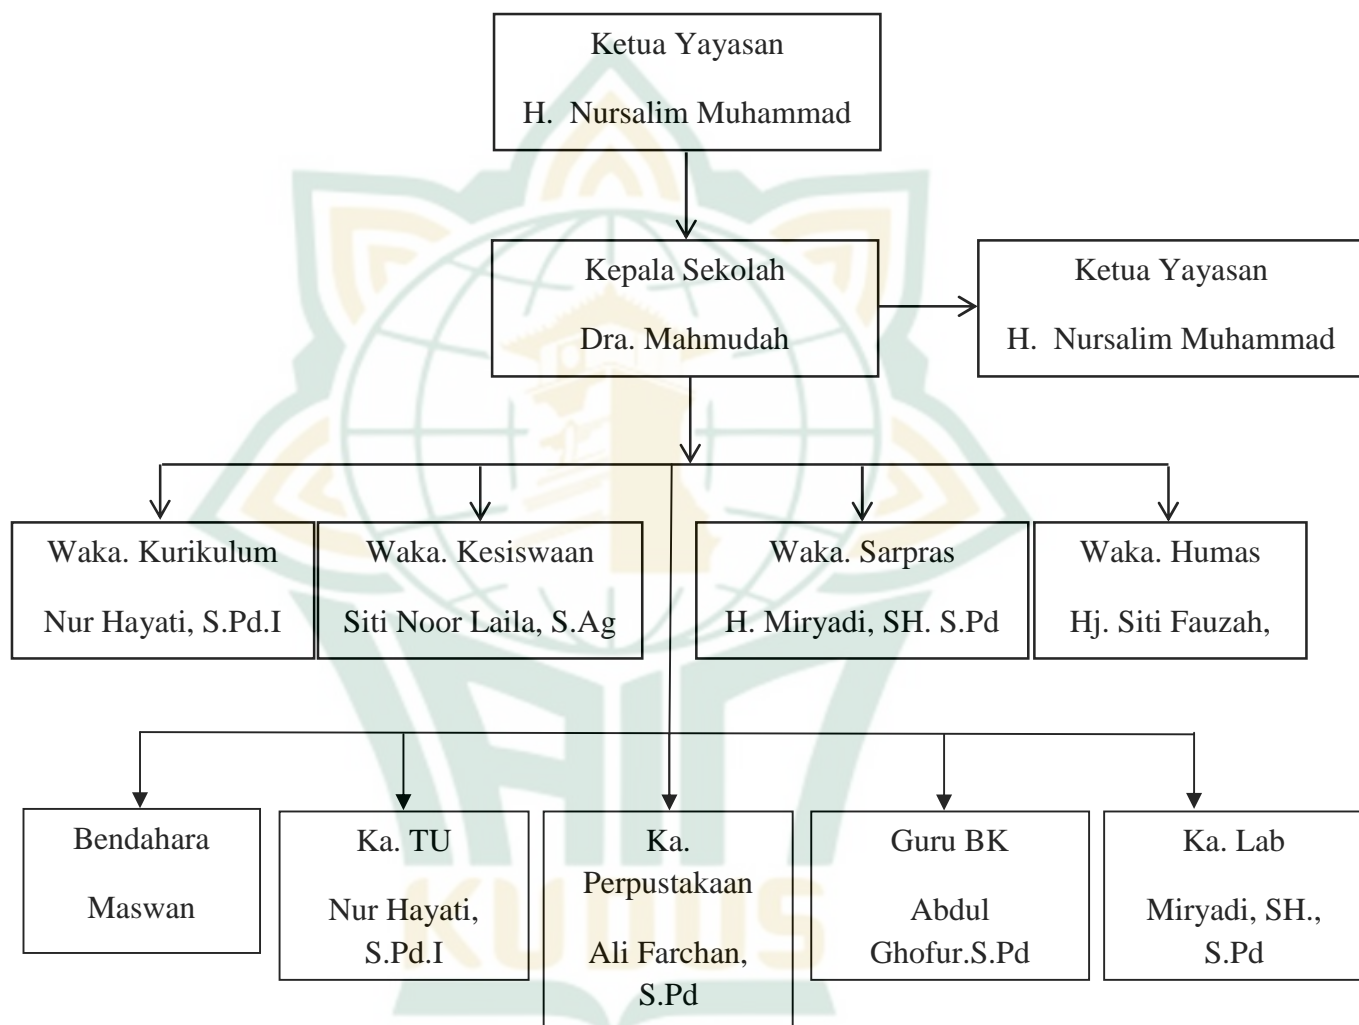 Ketua Yayasan
H. Nursalim Muhammad
Kepala Sekolah
Dra. Mahmudah
Ketua Yayasan
H. Nursalim Muhammad
Waka. Kurikulum
Nur Hayati, S.Pd.I
Waka. Kesiswaan
Siti Noor Laila, S.Ag
Waka. Sarpras
H. Miryadi, SH. S.Pd
Waka. Humas
Hj. Siti Fauzah,
Bendahara
Maswan
Ka. TU
Nur Hayati,
S.Pd.I
Ka.
Perpustakaan
Ali Farchan,
S.Pd
Guru BK
Abdul
Ghofur.S.Pd
Ka. Lab
Miryadi, SH.,
S.Pd
KUDUS